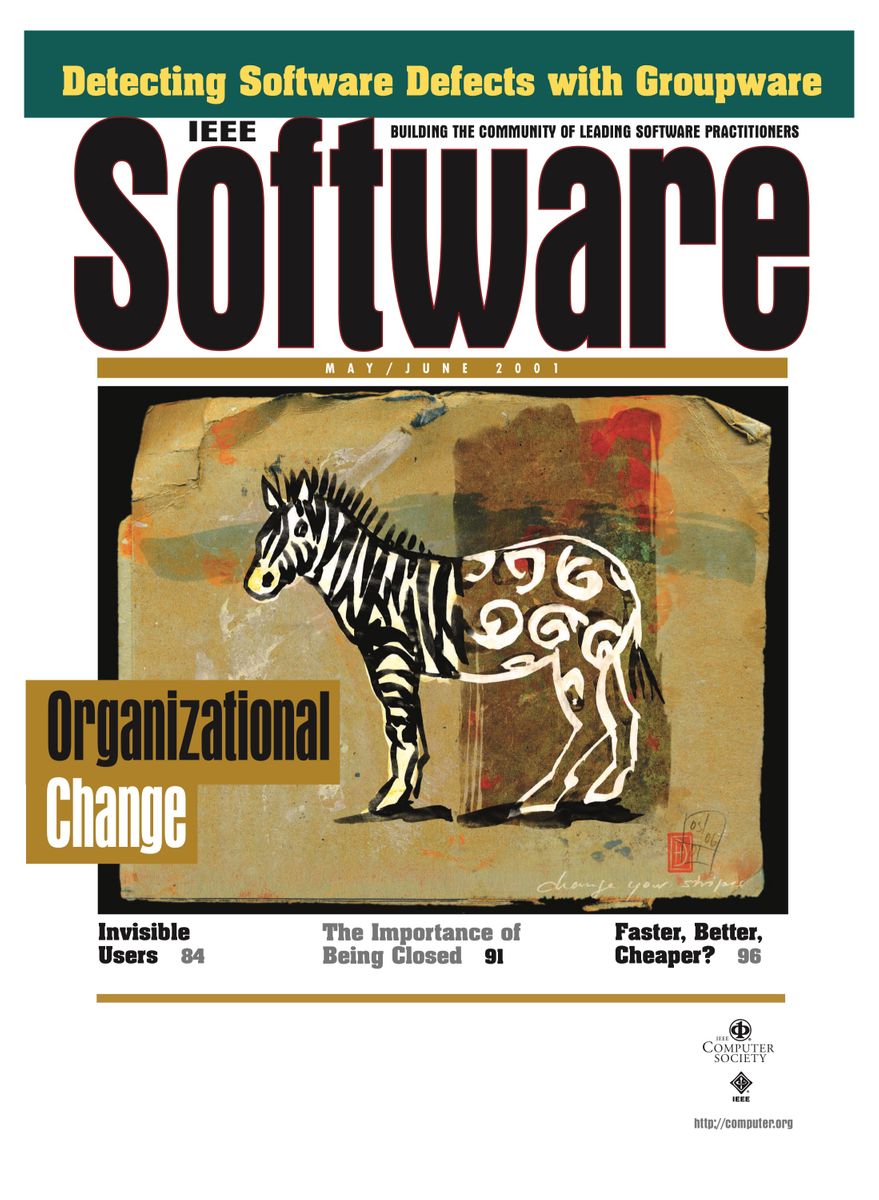 Detecting Software Defects with Groupware
IEEE
BUILDING THE COMMUNITY OF LEADING SOFTWARE PRACTITIONERS
Software
MAY/JUNE 2001
Organizational
Change
05/06
change your stripes
Invisible
Users 84
The Importance of
Being Closed 91
Faster, Better,
Cheaper? 96
IEEE
COMPUTER
SOCIETY
IEEE
http://computer.org